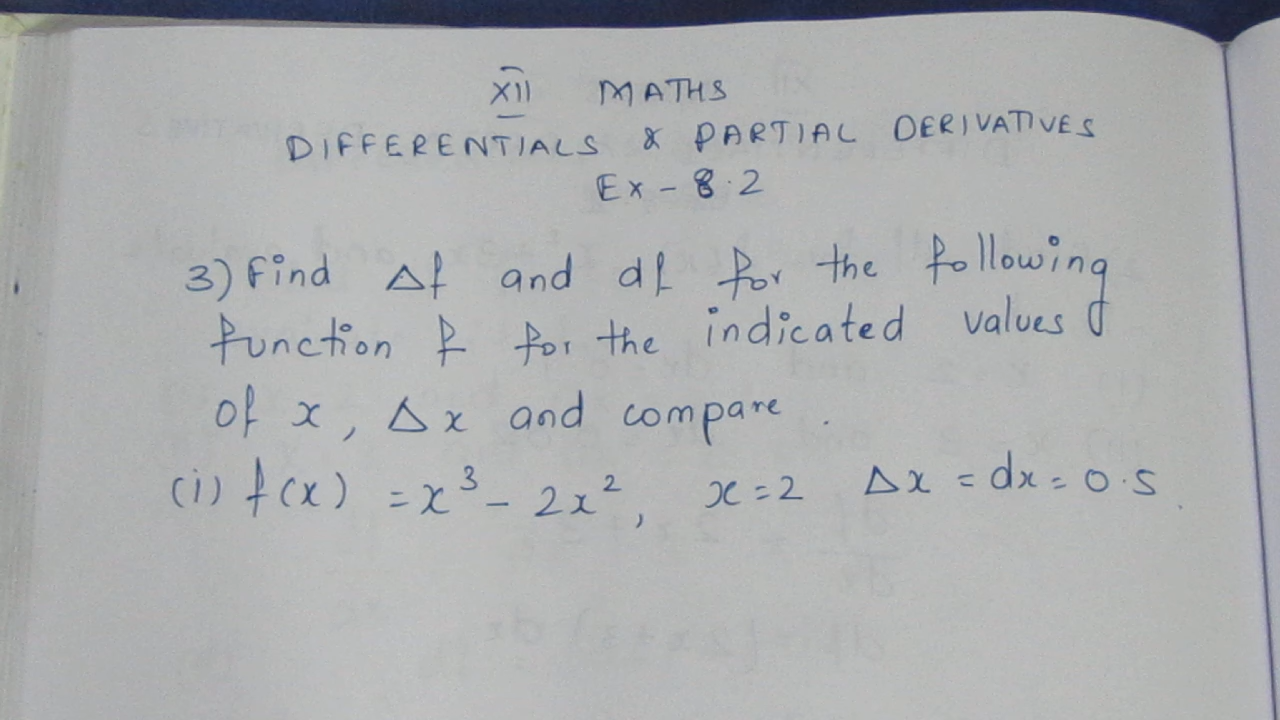 XII MATHS
DIFFERENTIALS & PARTIAL DERIVATIVES
Ex - 8.2
3) Find Δf and df for the following
function f for the indicated values
of x, Δx and compare.
(i) f(x) = x³ - 2x², x = 2 Δx = dx = 0.5.